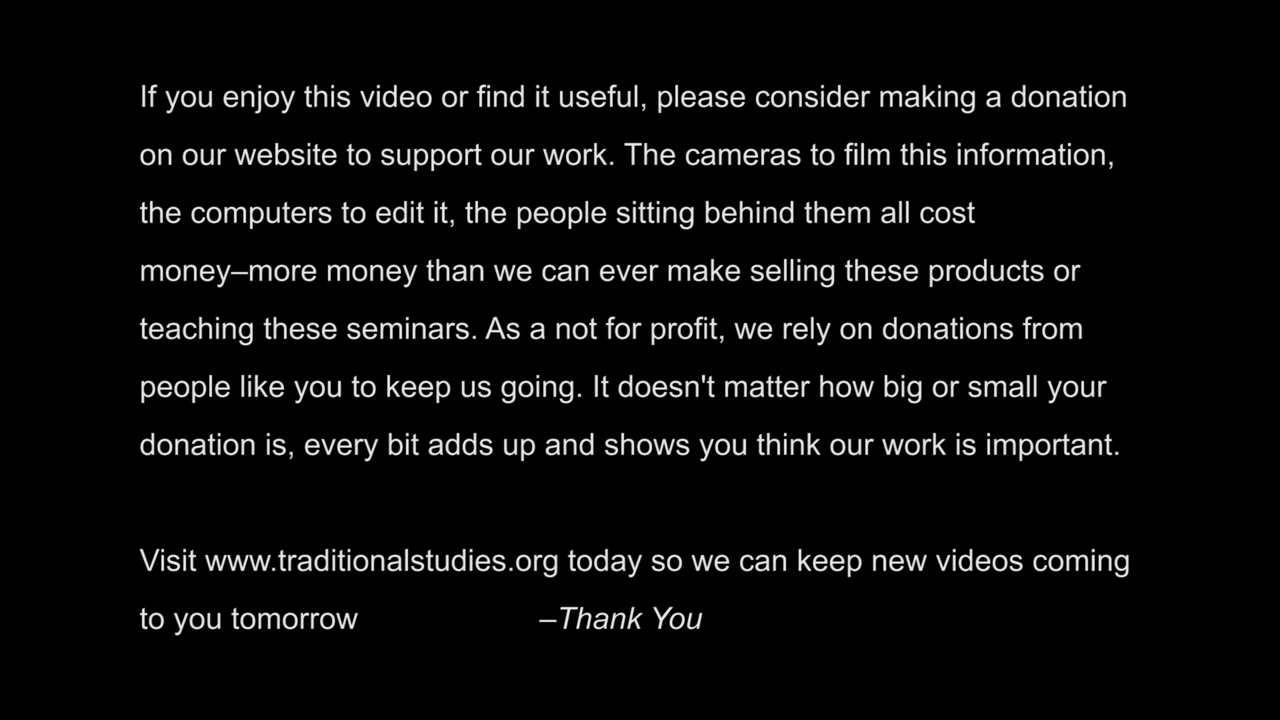 If you enjoy this video or find it useful, please consider making a donation
on our website to support our work. The cameras to film this information,
the computers to edit it, the people sitting behind them all cost
money–more money than we can ever make selling these products or
teaching these seminars. As a not for profit, we rely on donations from
people like you to keep us going. It doesn't matter how big or small your
donation is, every bit adds up and shows you think our work is important.
Visit www.traditionalstudies.org today so we can keep new videos coming
to you tomorrow –Thank You